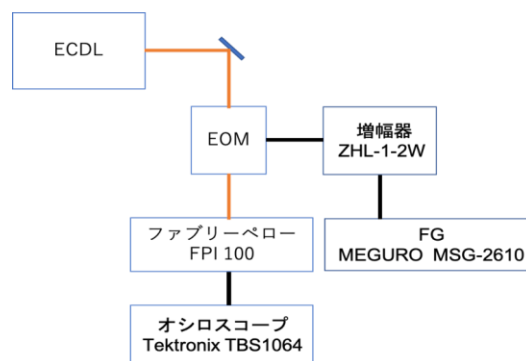 ECDL
EOM
増幅器
ZHL-1-2W
ファブリーペロー
FPI 100
FG
MEGURO MSG-2610
オシロスコープ
Tektronix TBS1064